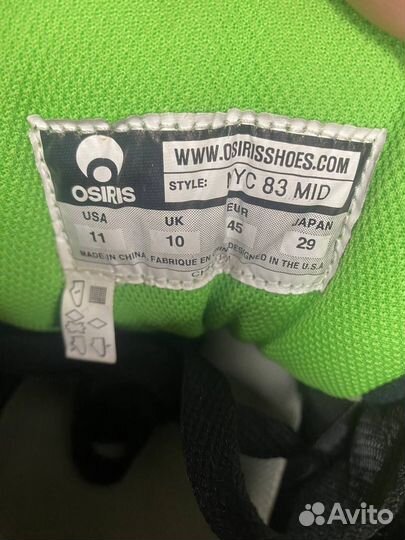 OSIRIS
WWW.OSIRISSHOES.COM
STYLE: NYC 83 MID
USA UK EUR JAPAN
11 10 45 29
MADE IN CHINA, FABRIQUE EN DESIGNED IN THE U.S.A.
Avito